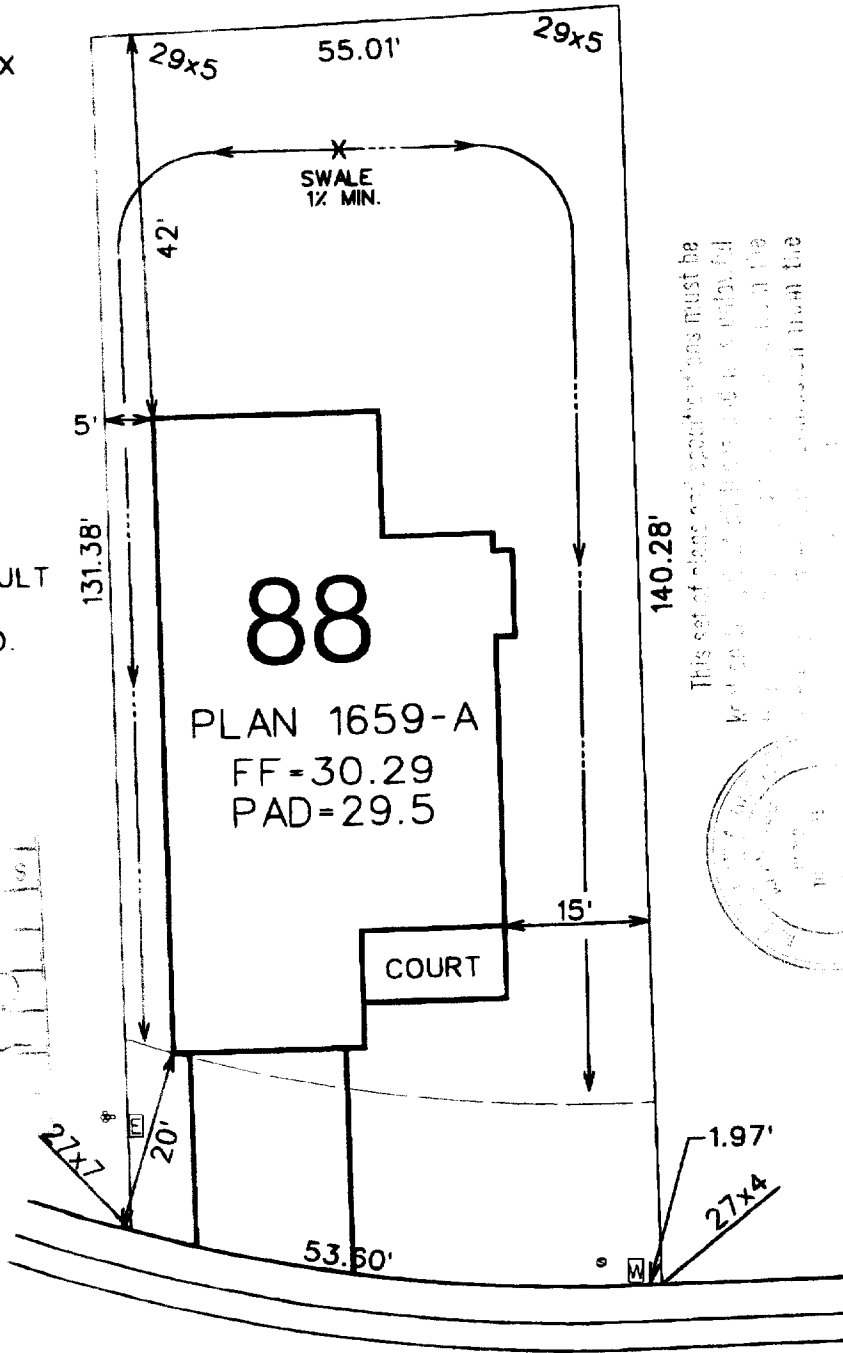 X
29x5
55.01'
29x5
X
SWALE
1% MIN.
42'
5'
131.38'
140.28'
This set of plans and specifications must be
from the
ULT
88
PLAN 1659-A
FF=30.29
PAD=29.5
S
15'
COURT
E
20'
27x7
1.97'
27x4
53.60'
W